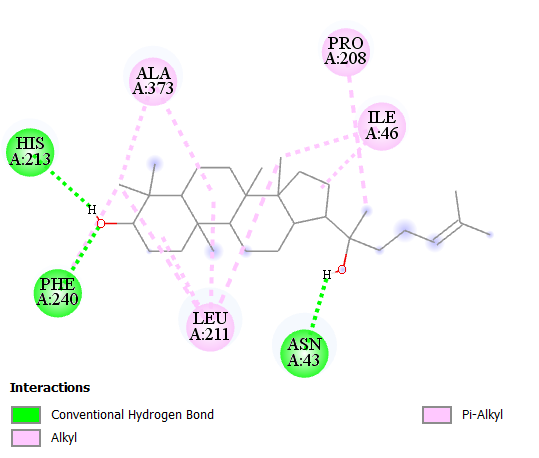 PRO
A:208
ALA
A:373
ILE
A:46
HIS
A:213
H
O
PHE
A:240
H
O
LEU
A:211
ASN
A:43
Interactions
Conventional Hydrogen Bond
Alkyl
Pi-Alkyl